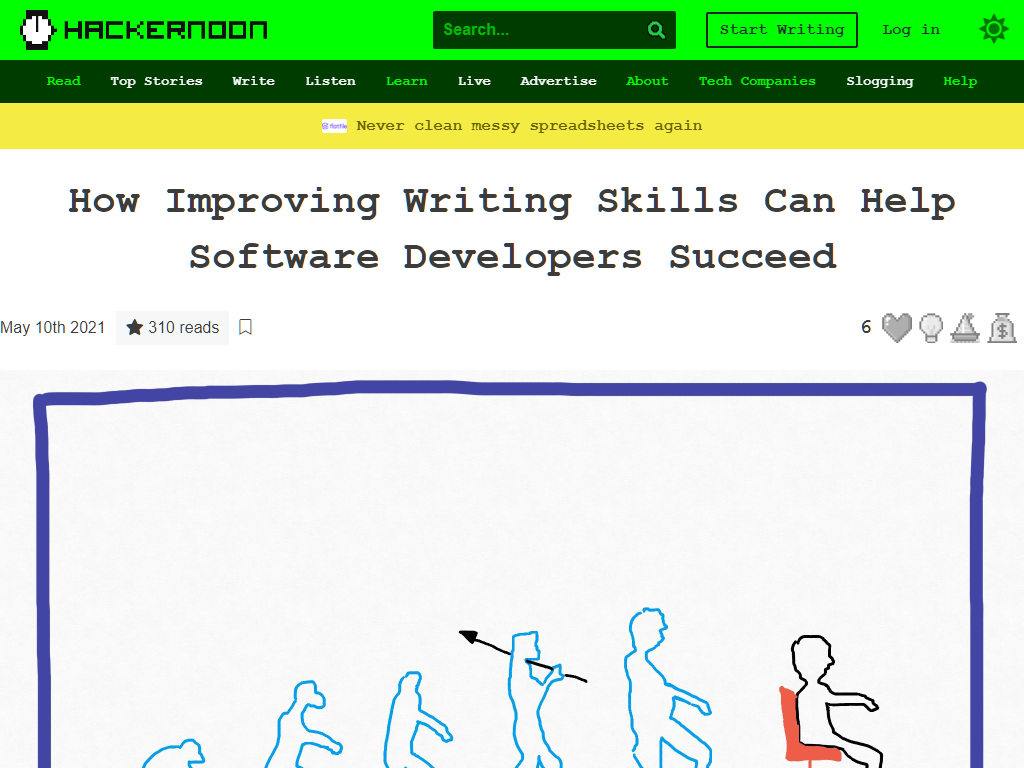 HACKERNOON
Search...
Start Writing
Log in
Read Top Stories Write Listen Learn Live Advertise About Tech Companies Slogging Help
flatfile Never clean messy spreadsheets again
How Improving Writing Skills Can Help
Software Developers Succeed
May 10th 2021 310 reads
6